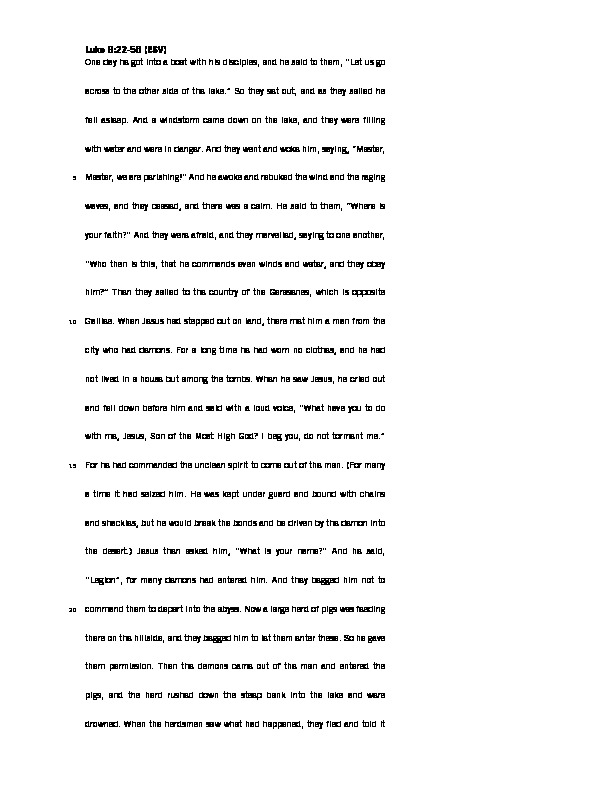 Luke 8:22-56 (ESV)
One day he got into a boat with his disciples, and he said to them, "Let us go
across to the other side of the lake." So they set out, and as they sailed he
fell asleep. And a windstorm came down on the lake, and they were filling
with water and were in danger. And they went and woke him, saying, "Master,
5 Master, we are perishing!" And he awoke and rebuked the wind and the raging
waves, and they ceased, and there was a calm. He said to them, "Where is
your faith?" And they were afraid, and they marvelled, saying to one another,
"Who then is this, that he commands even winds and water, and they obey
him?" Then they sailed to the country of the Gerasenes, which is opposite
10 Galilee. When Jesus had stepped out on land, there met him a man from the
city who had demons. For a long time he had worn no clothes, and he had
not lived in a house but among the tombs. When he saw Jesus, he cried out
and fell down before him and said with a loud voice, "What have you to do
with me, Jesus, Son of the Most High God? I beg you, do not torment me."
15 For he had commanded the unclean spirit to come out of the man. (For many
a time it had seized him. He was kept under guard and bound with chains
and shackles, but he would break the bonds and be driven by the demon into
the desert.) Jesus then asked him, "What is your name?" And he said,
"Legion", for many demons had entered him. And they begged him not to
20 command them to depart into the abyss. Now a large herd of pigs was feeding
there on the hillside, and they begged him to let them enter these. So he gave
them permission. Then the demons came out of the man and entered the
pigs, and the herd rushed down the steep bank into the lake and were
drowned. When the herdsmen saw what had happened, they fled and told it